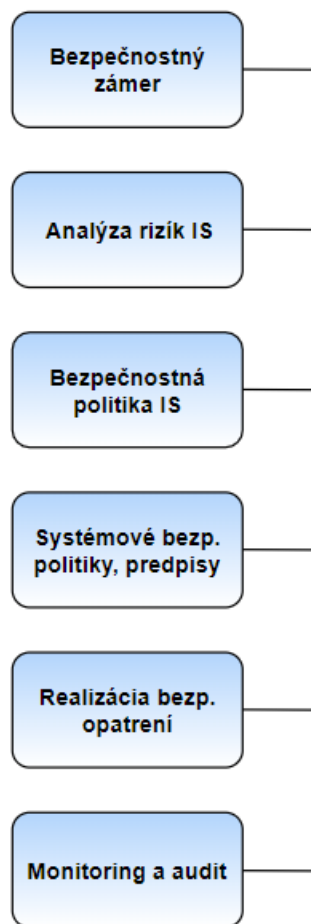 Bezpečnostný
zámer
Analýza rizík IS
Bezpečnostná
politika IS
Systémové bezp.
politiky, predpisy
Realizácia bezp.
opatrení
Monitoring a audit